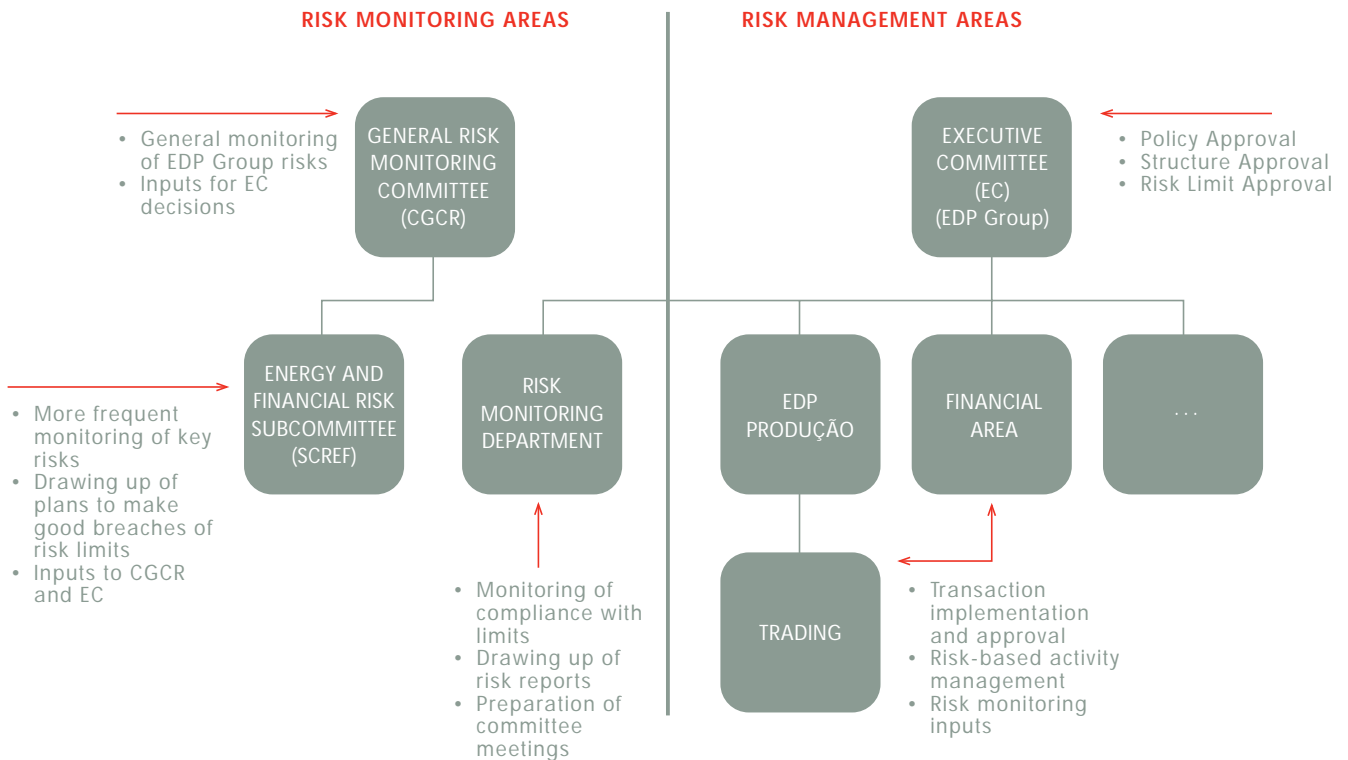 RISK MONITORING AREAS
RISK MANAGEMENT AREAS
• General monitoring
of EDP Group risks
• Inputs for EC
decisions
GENERAL RISK
MONITORING
COMMITTEE
(CGCR)
EXECUTIVE
COMMITTEE
(EC)
(EDP Group)
• Policy Approval
• Structure Approval
• Risk Limit Approval
• More frequent
monitoring of key
risks
• Drawing up of
plans to make
good breaches of
risk limits
• Inputs to CGCR
and EC
ENERGY AND
FINANCIAL RISK
SUBCOMMITTEE
(SCREF)
RISK
MONITORING
DEPARTMENT
EDP
PRODUÇÃO
FINANCIAL
AREA
...
• Monitoring of
compliance with
limits
• Drawing up of
risk reports
• Preparation of
committee
meetings
TRADING
• Transaction
implementation
and approval
• Risk-based activity
management
• Risk monitoring
inputs